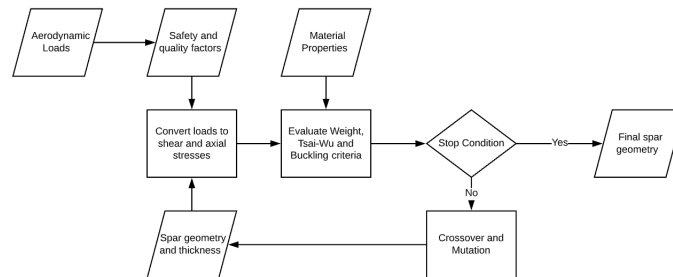 Aerodynamic
Loads
Safety and
quality factors
Material
Properties
Convert loads to
shear and axial
stresses
Evaluate Weight,
Tsai-Wu and
Buckling criteria
Stop Condition
Yes
Final spar
geometry
No
Spar geometry
and thickness
Crossover and
Mutation